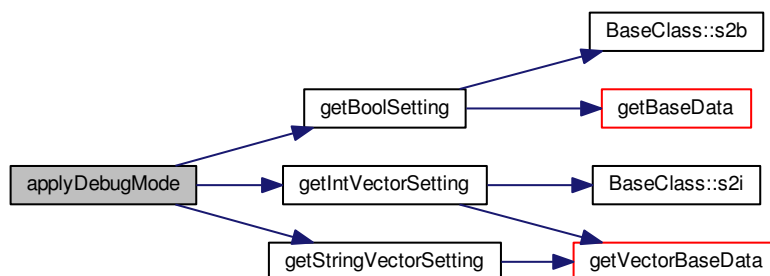 BaseClass::s2b
getBoolSetting
getBaseData
applyDebugMode
getIntVectorSetting
BaseClass::s2i
getStringVectorSetting
getVectorBaseData